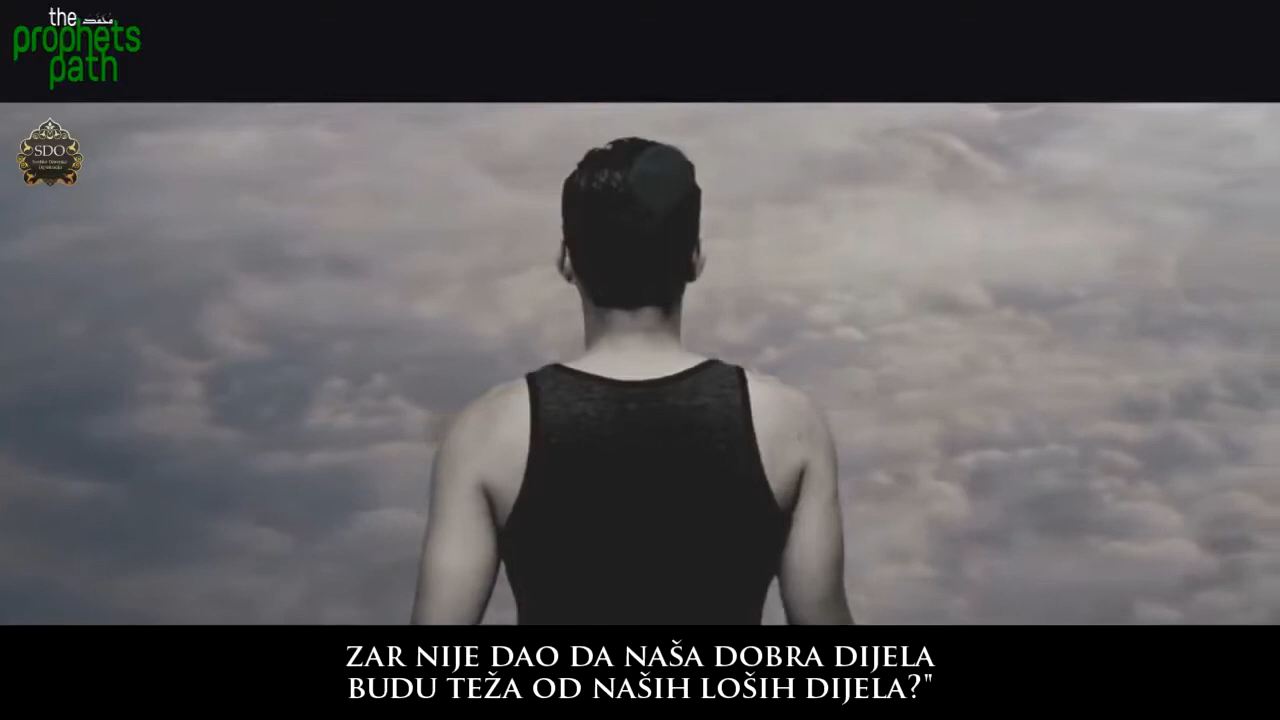 the
prophets
path
SDO
ZAR NIJE DAO DA NAŠA DOBRA DIJELA
BUDU TEŽA OD NAŠIH LOŠIH DIJELA?"